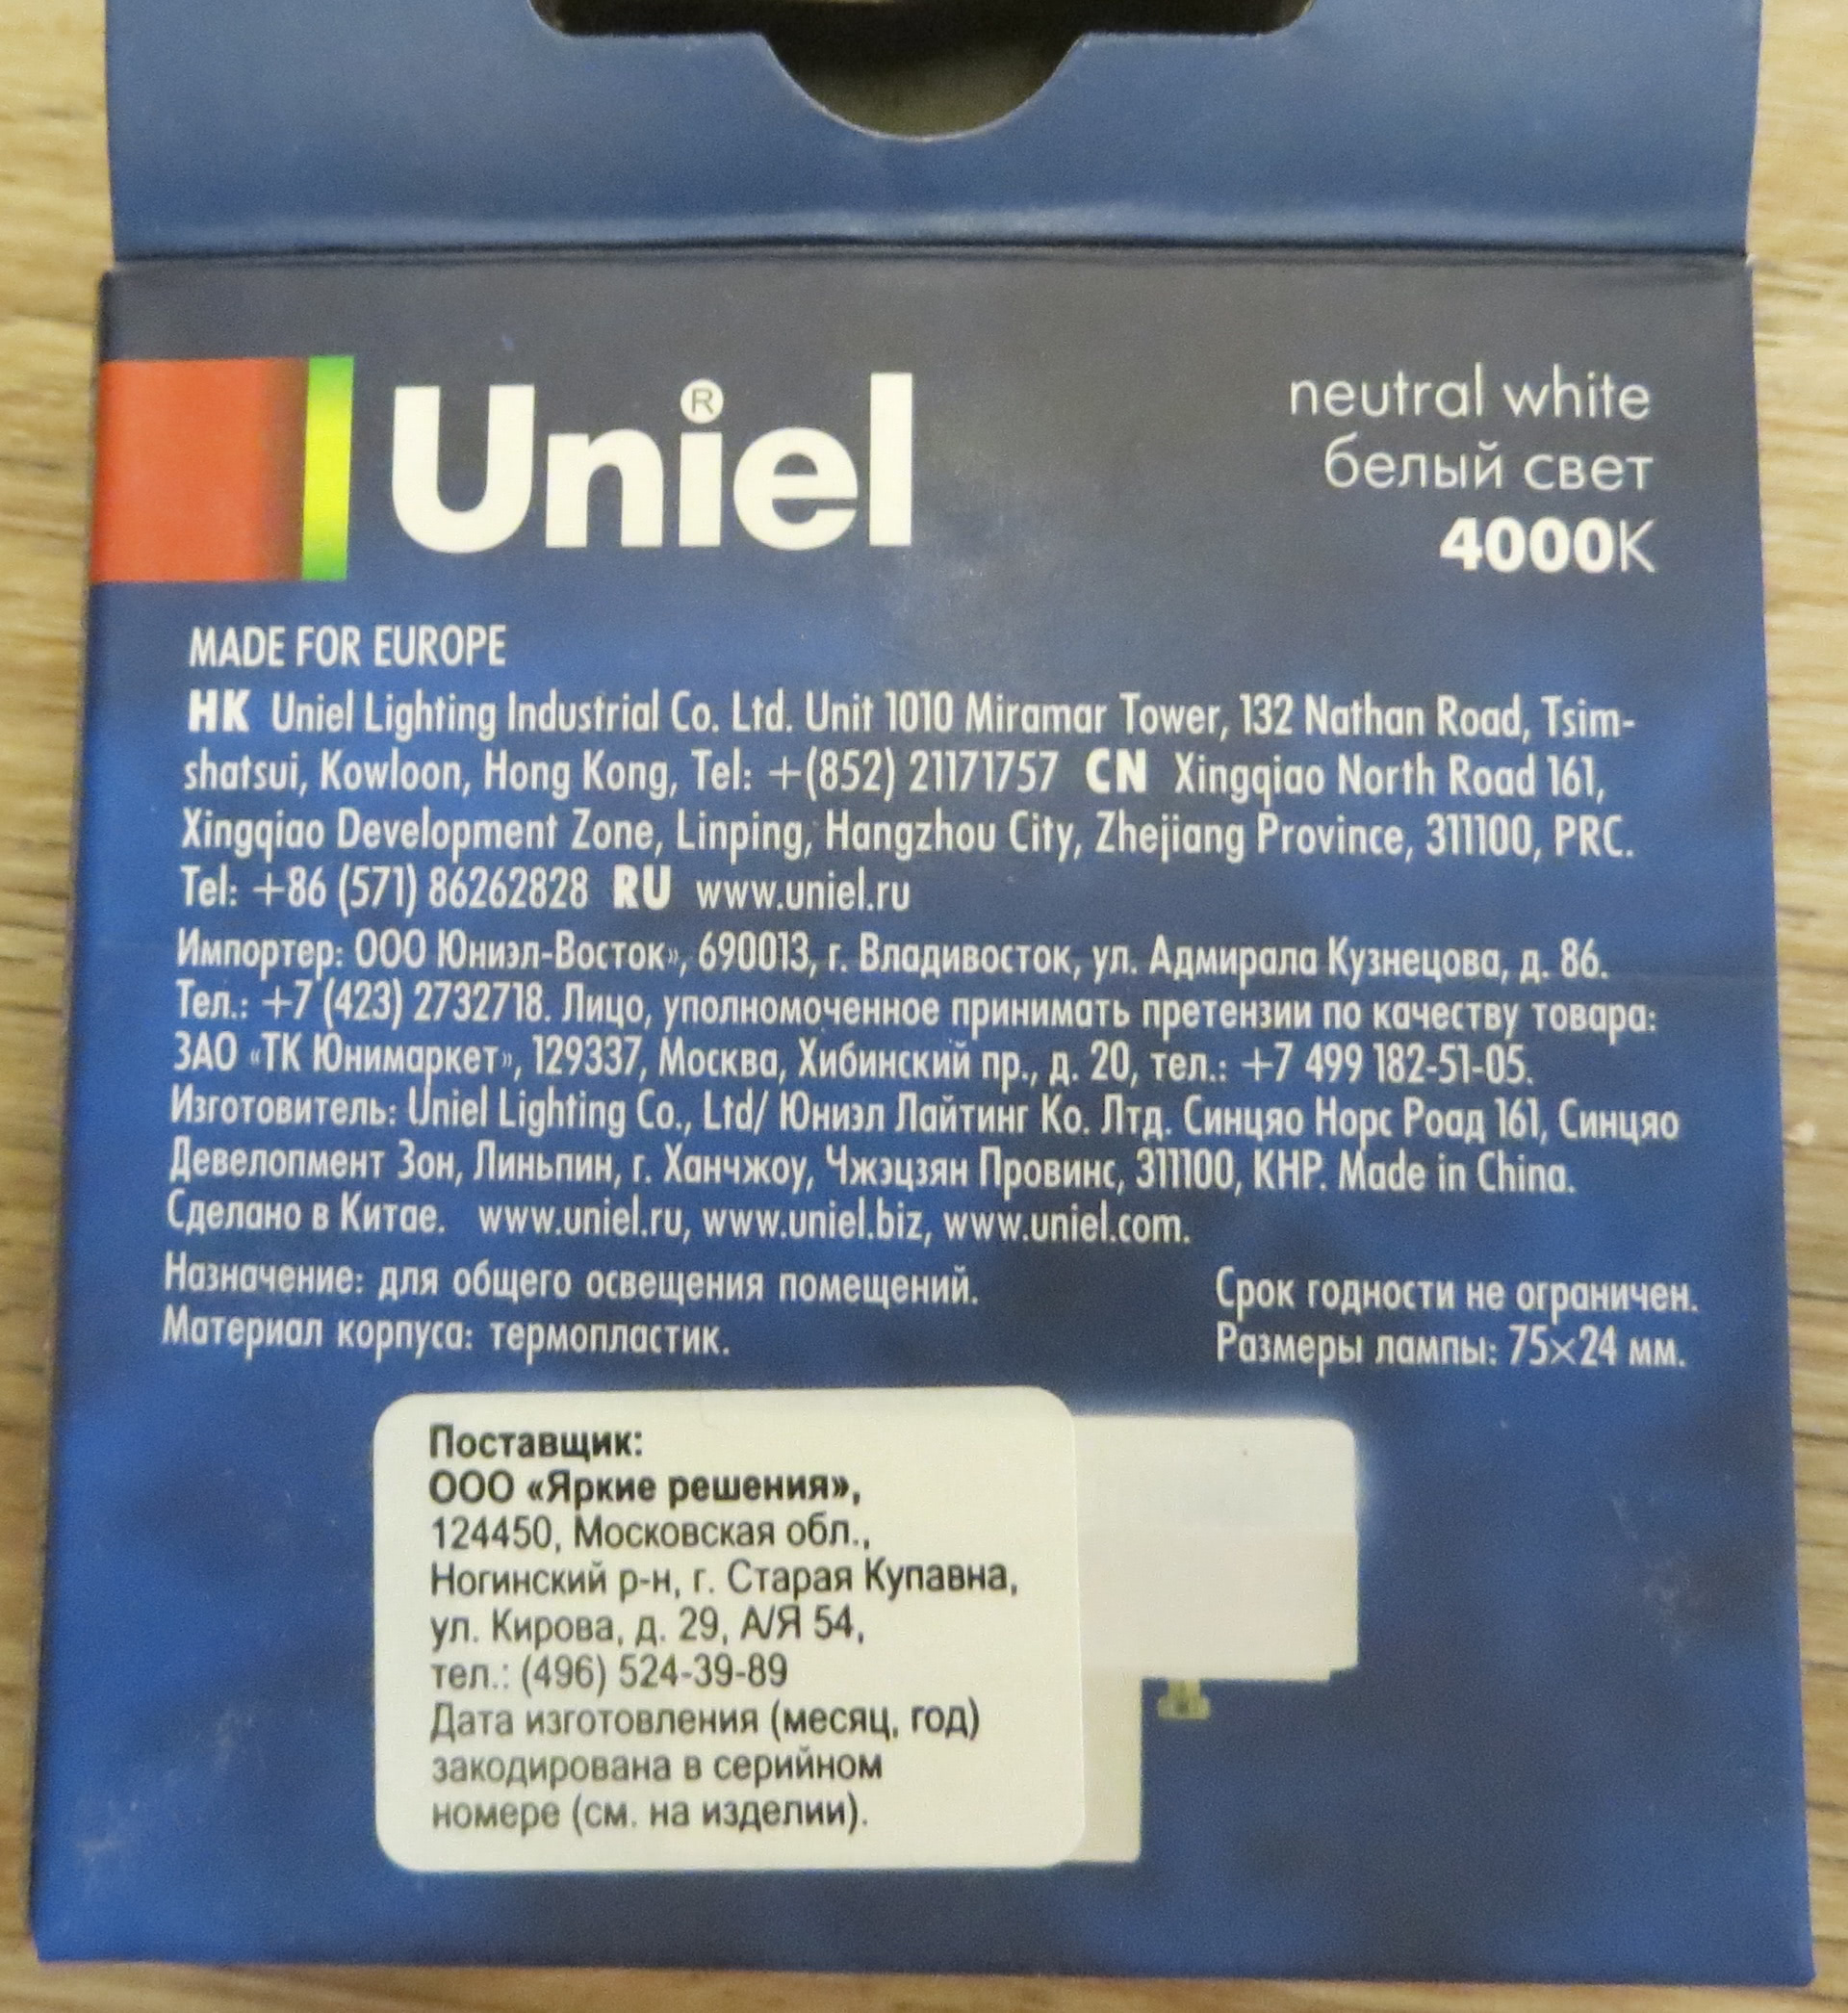 Uniel®
neutral white
белый свет
4000K
MADE FOR EUROPE
HK Uniel Lighting Industrial Co. Ltd. Unit 1010 Miramar Tower, 132 Nathan Road, Tsim-
shatsui, Kowloon, Hong Kong, Tel: +(852) 21171757 CN Xingqiao North Road 161,
Xingqiao Development Zone, Linping, Hangzhou City, Zhejiang Province, 311100, PRC.
Tel: +86 (571) 86262828 RU www.uniel.ru
Импортер: ООО Юниэл-Восток», 690013, г. Владивосток, ул. Адмирала Кузнецова, д. 86.
Тел.: +7 (423) 2732718. Лицо, уполномоченное принимать претензии по качеству товара:
ЗАО «ТК Юнимаркет», 129337, Москва, Хибинский пр., д. 20, тел.: +7 499 182-51-05.
Изготовитель: Uniel Lighting Co., Ltd/ Юниэл Лайтинг Ко. Лтд. Синцяо Норс Роад 161, Синцяо
Девелопмент Зон, Линьпин, г. Ханчжоу, Чжэцзян Провинс, 311100, КНР. Made in China.
Сделано в Китае. www.uniel.ru, www.uniel.biz, www.uniel.com.
Назначение: для общего освещения помещений.
Материал корпуса: термопластик.
Срок годности не ограничен.
Размеры лампы: 75×24 мм.
Поставщик:
ООО «Яркие решения»,
124450, Московская обл.,
Ногинский р-н, г. Старая Купавна,
ул. Кирова, д. 29, А/Я 54,
тел.: (496) 524-39-89
Дата изготовления (месяц, год)
закодирована в серийном
номере (см. на изделии).